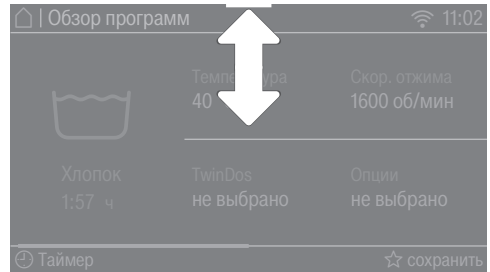 | Обзор программ 11:02
Температура Скор. отжима
40 1600 об/мин
Хлопок TwinDos Опции
1:57 ч не выбрано не выбрано
Таймер сохранить